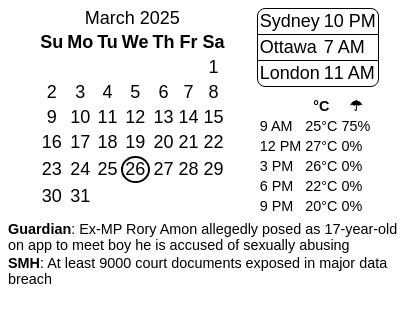 March 2025
Su Mo Tu We Th Fr Sa
1
2 3 4 5 6 7 8
9 10 11 12 13 14 15
16 17 18 19 20 21 22
23 24 25 26 27 28 29
30 31
Sydney 10 PM
Ottawa 7 AM
London 11 AM
°C ☂
9 AM 25°C 75%
12 PM 27°C 0%
3 PM 26°C 0%
6 PM 22°C 0%
9 PM 20°C 0%
Guardian: Ex-MP Rory Amon allegedly posed as 17-year-old
on app to meet boy he is accused of sexually abusing
SMH: At least 9000 court documents exposed in major data
breach